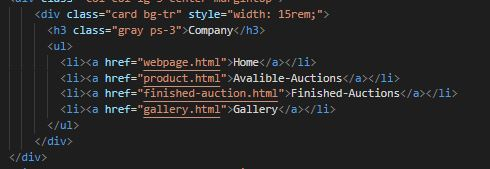 <div class="card bg-tr" style="width: 15rem;">
<h3 class="gray ps-3">Company</h3>
<ul>
<li><a href="webpage.html">Home</a></li>
<li><a href="product.html">Avalible-Auctions</a></li>
<li><a href="finished-auction.html">Finished-Auctions</a></li>
<li><a href="gallery.html">Gallery</a></li>
</ul>
</div>
</div>